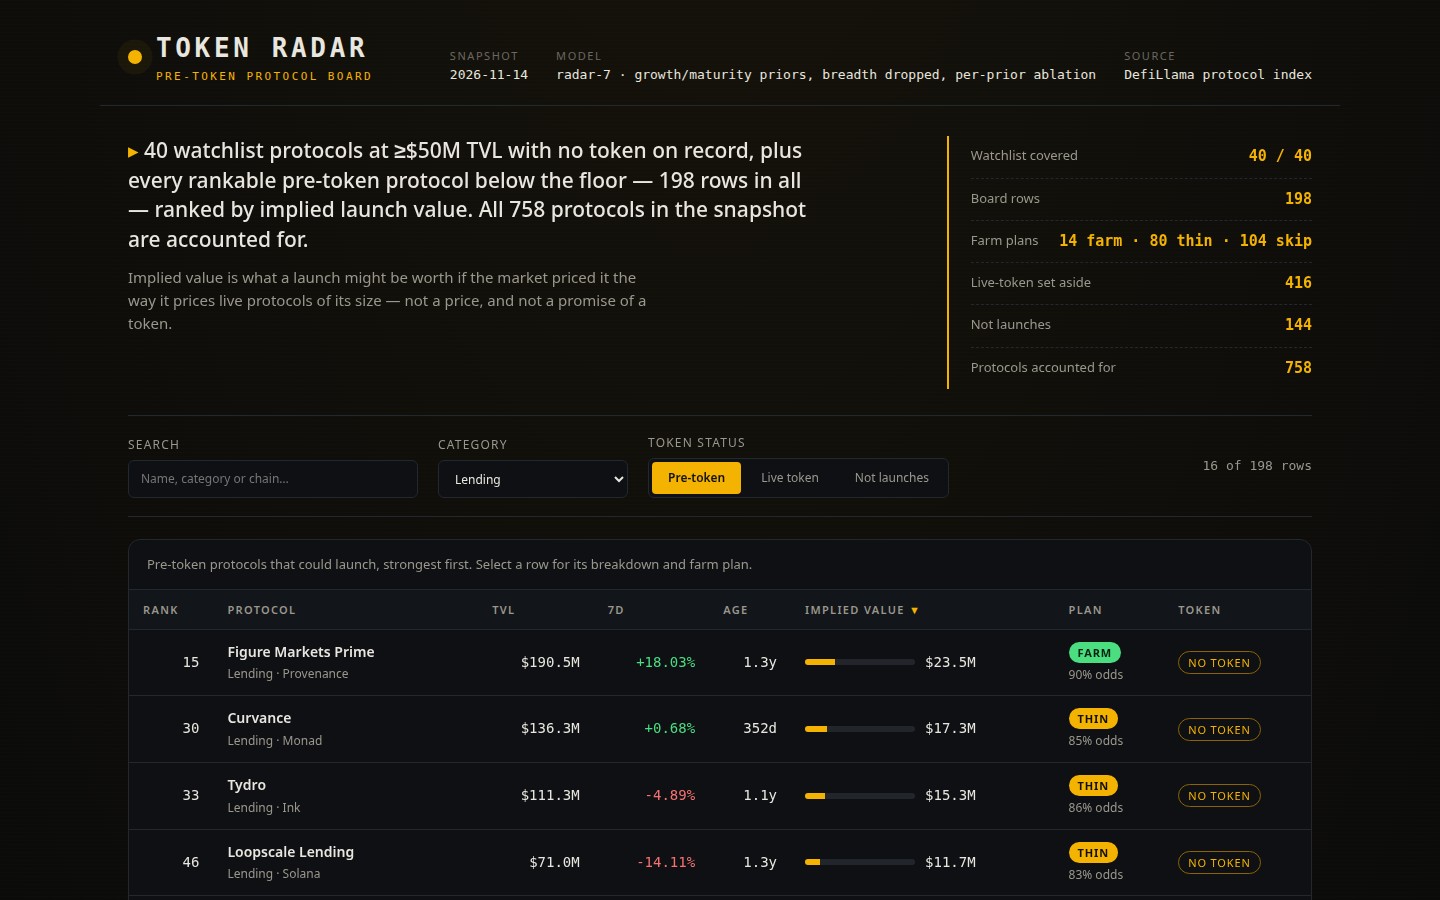 TOKEN RADAR
PRE-TOKEN PROTOCOL BOARD
SNAPSHOT
2026-11-14
MODEL
radar-7 · growth/maturity priors, breadth dropped, per-prior ablation
SOURCE
DefiLlama protocol index
▸ 40 watchlist protocols at ≥$50M TVL with no token on record, plus
every rankable pre-token protocol below the floor — 198 rows in all
— ranked by implied launch value. All 758 protocols in the snapshot
are accounted for.
Implied value is what a launch might be worth if the market priced it the
way it prices live protocols of its size — not a price, and not a promise of a
token.
Watchlist covered 40 / 40
Board rows 198
Farm plans 14 farm · 80 thin · 104 skip
Live-token set aside 416
Not launches 144
Protocols accounted for 758
SEARCH
Name, category or chain…
CATEGORY
Lending
TOKEN STATUS
Pre-token Live token Not launches
16 of 198 rows
Pre-token protocols that could launch, strongest first. Select a row for its breakdown and farm plan.
RANK PROTOCOL TVL 7D AGE IMPLIED VALUE ▼ PLAN TOKEN
15 Figure Markets Prime $190.5M +18.03% 1.3y $23.5M FARM NO TOKEN
Lending · Provenance 90% odds
30 Curvance $136.3M +0.68% 352d $17.3M THIN NO TOKEN
Lending · Monad 85% odds
33 Tydro $111.3M -4.89% 1.1y $15.3M THIN NO TOKEN
Lending · Ink 86% odds
46 Loopscale Lending $71.0M -14.11% 1.3y $11.7M THIN NO TOKEN
Lending · Solana 83% odds